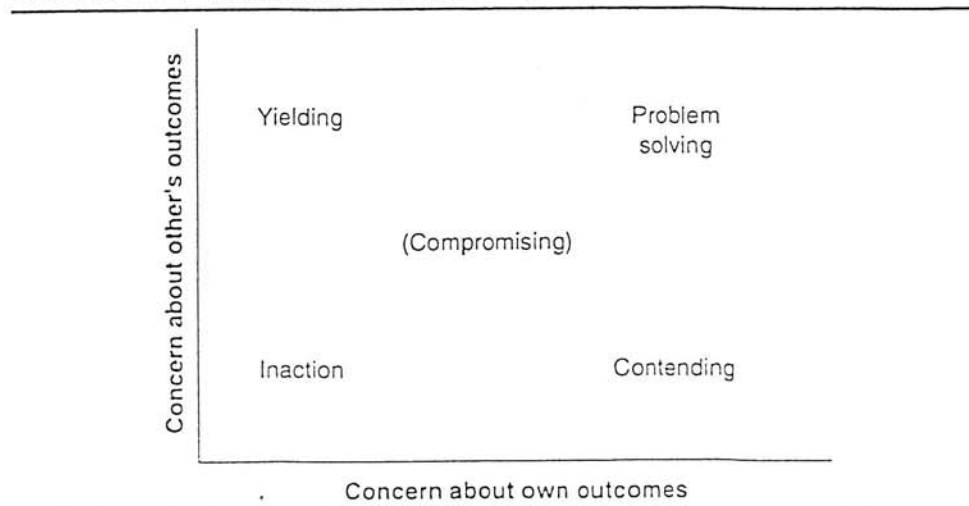 Concern about other's outcomes
Yielding
Problem
solving
(Compromising)
Inaction
Contending
Concern about own outcomes